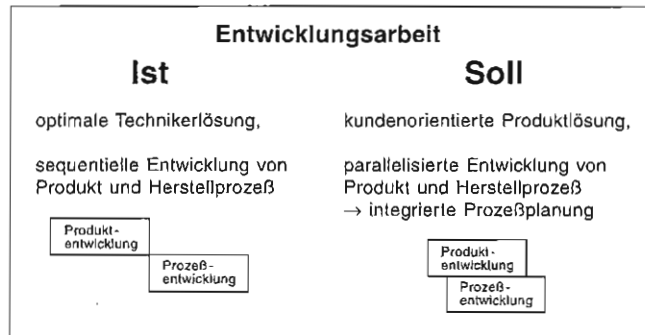 Entwicklungsarbeit
Ist
optimale Technikerlösung,
sequentielle Entwicklung von
Produkt und Herstellprozeß
Produkt-
entwicklung
Prozeß-
entwicklung
Soll
kundenorientierte Produktlösung,
parallelisierte Entwicklung von
Produkt und Herstellprozeß
→ integrierte Prozeßplanung
Produkt-
entwicklung
Prozeß-
entwicklung